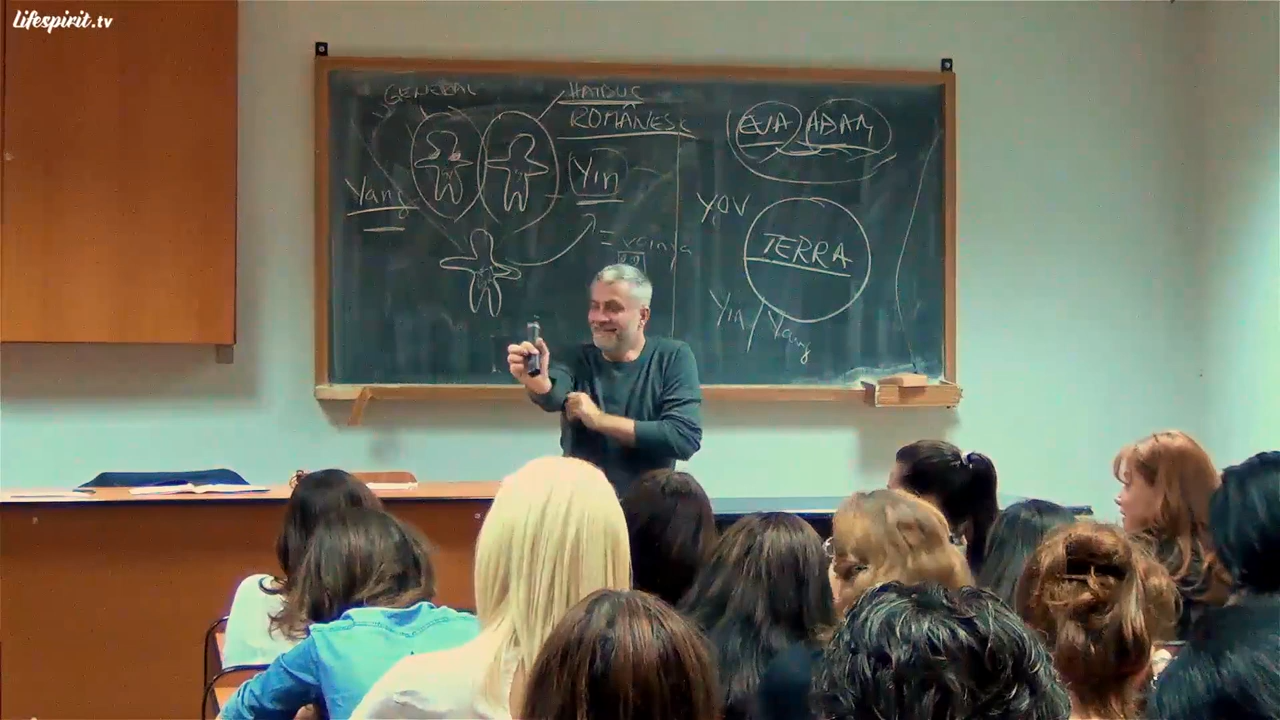 Lifespirit.tv
GENERAL
HAIDUC
ROMÂNESC
Yang
Yin
EVA ADAM
YOV
TERRA
Yin / Yang